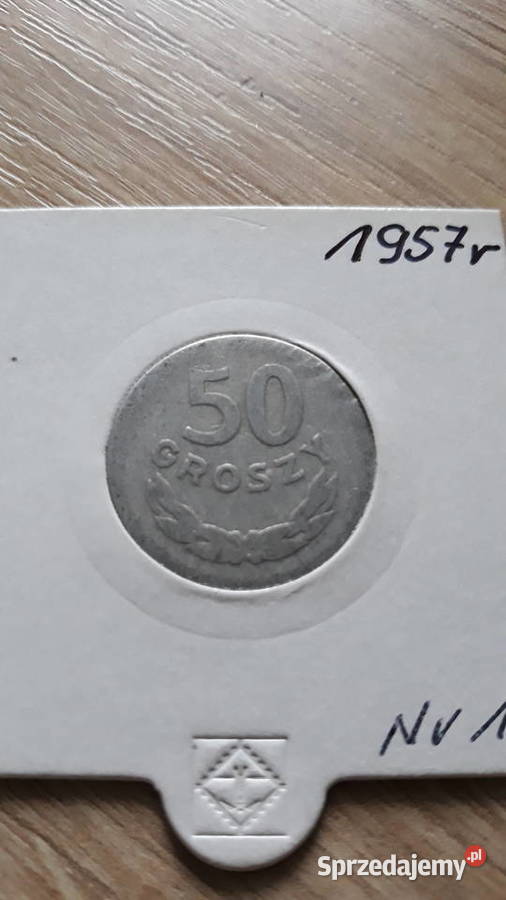 1957r
50
GROSZY
Nr 1
Sprzedajemy.pl